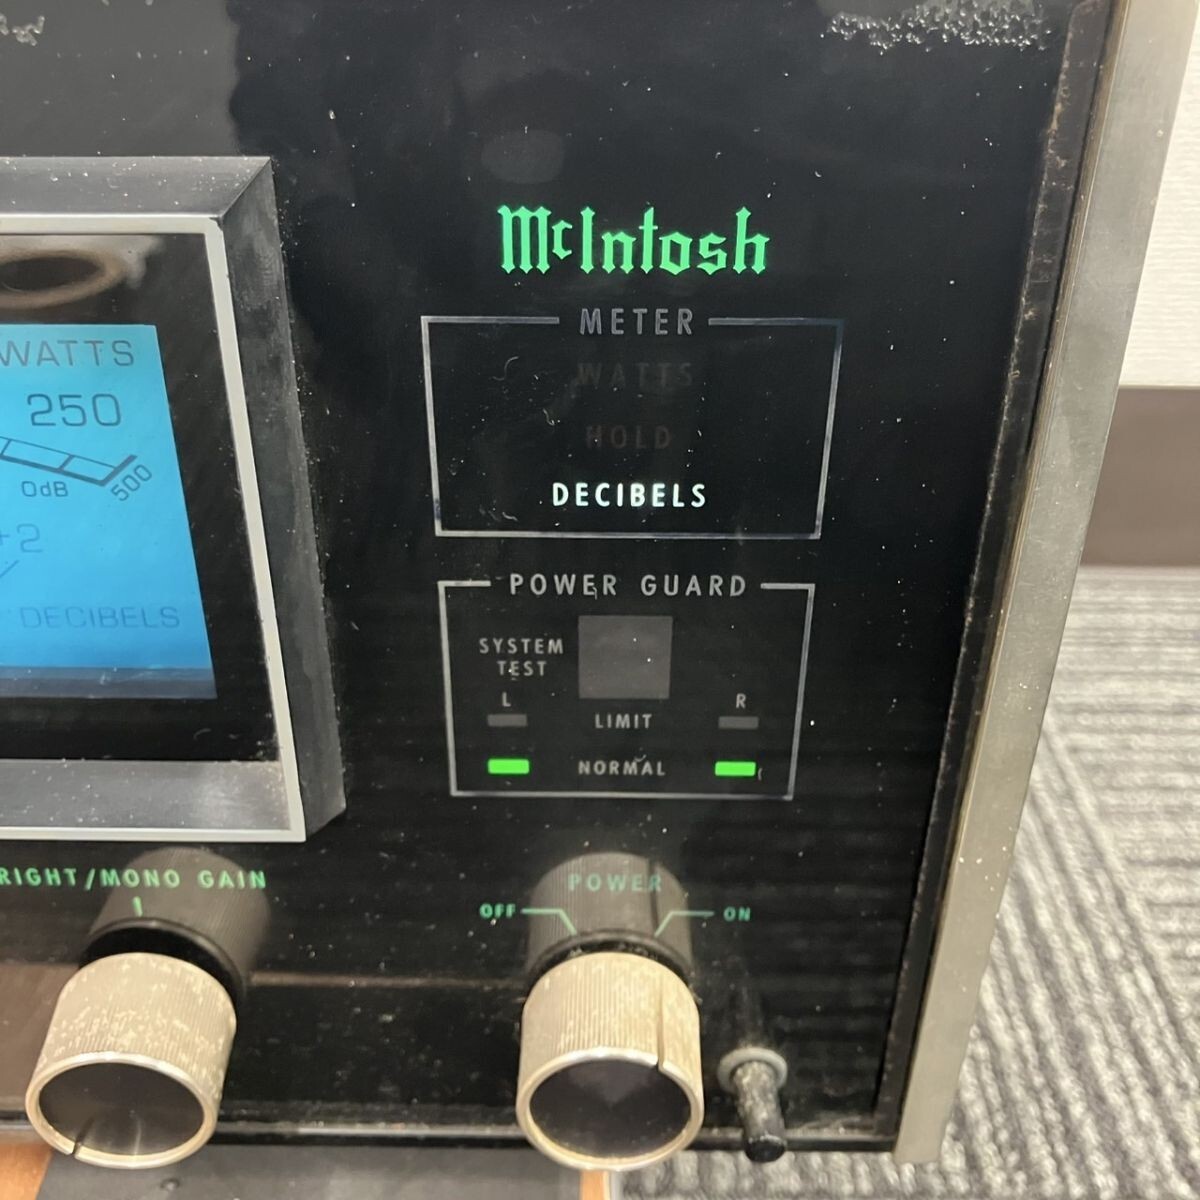 McIntosh
METER
WATTS
HOLD
DECIBELS
WATTS
250
0dB
500
+2
DECIBELS
POWER GUARD
SYSTEM
TEST
L
R
LIMIT
NORMAL
RIGHT/MONO GAIN
POWER
OFF
ON